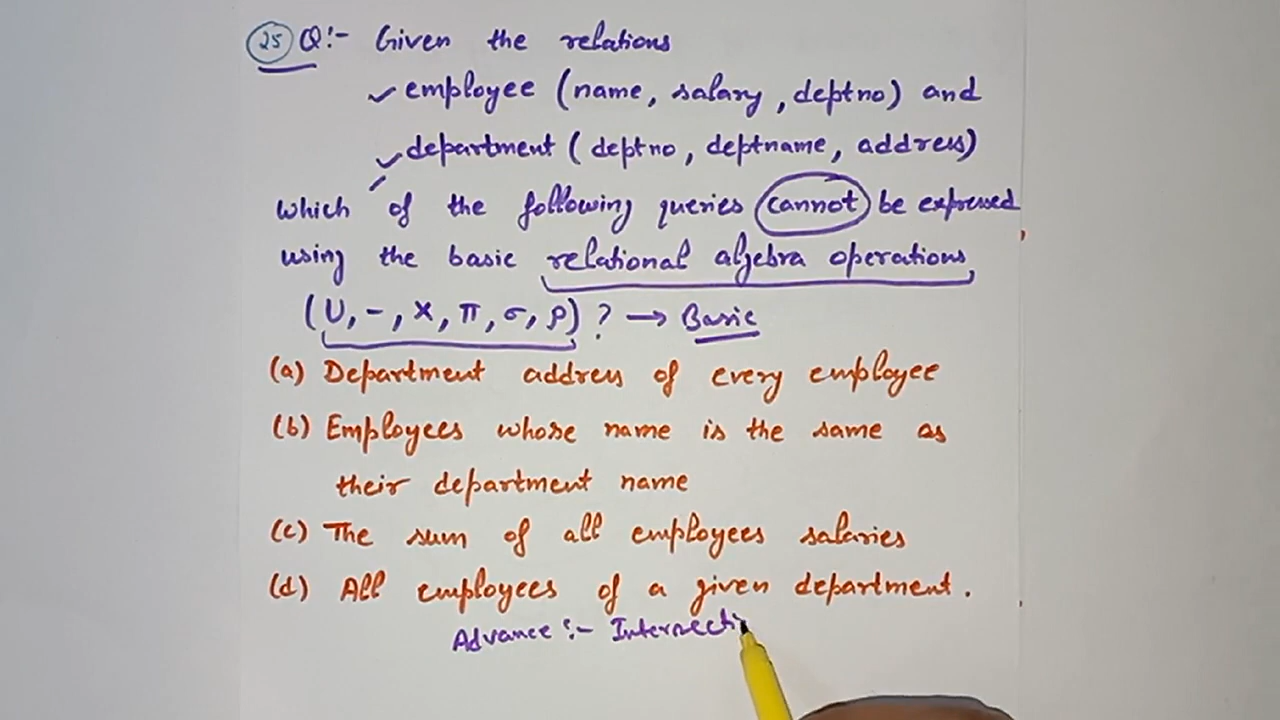 25 Q:- Given the relations
employee (name, salary, deptno) and
department (deptno, deptname, address)
which of the following queries cannot be expressed
using the basic relational algebra operations
(U, -, ×, π, σ, ρ)? → Basic
(a) Department address of every employee
(b) Employees whose name is the same as
their department name
(c) The sum of all employees salaries
(d) All employees of a given department.
Advance :- Intersecti